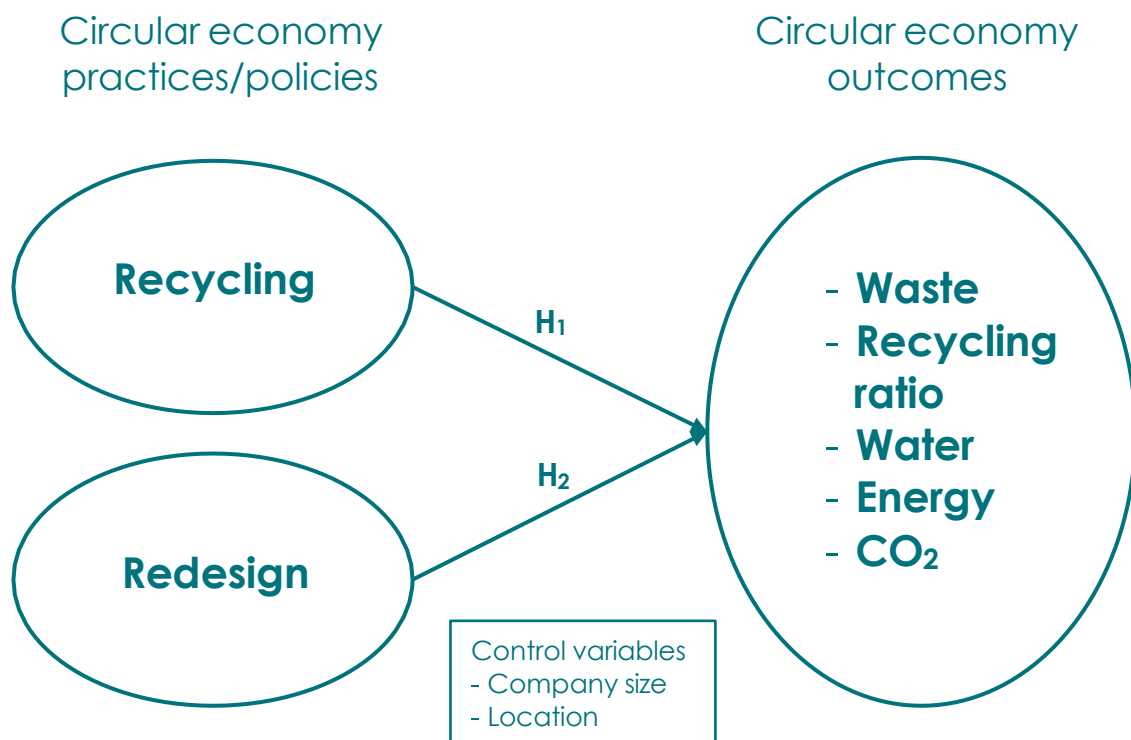 Circular economy
practices/policies
Circular economy
outcomes
Recycling
H₁
- Waste
- Recycling
ratio
- Water
- Energy
- CO₂
H₂
Redesign
Control variables
- Company size
- Location